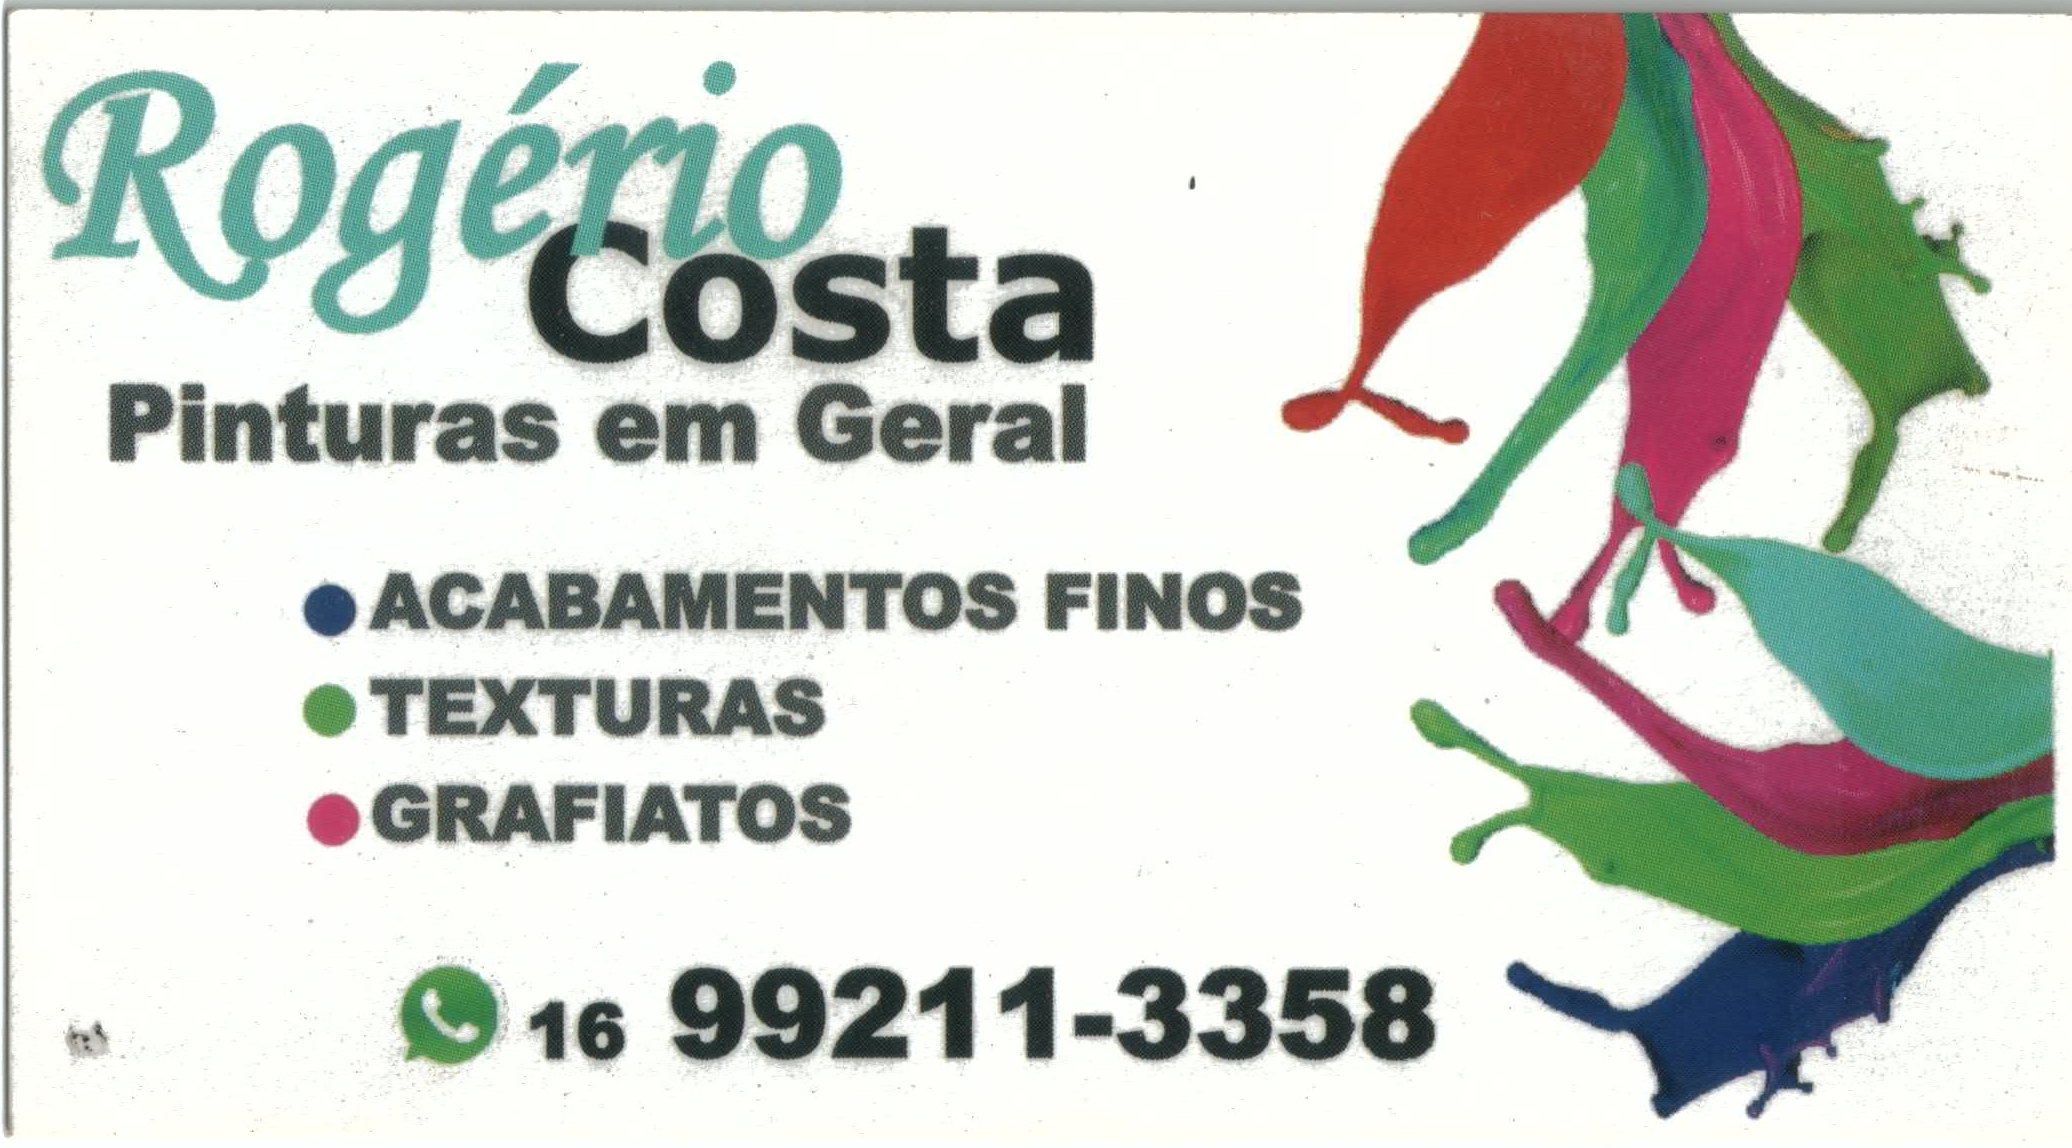 Rogério
Costa
Pinturas em Geral
ACABAMENTOS FINOS
TEXTURAS
GRAFIATOS
16 99211-3358